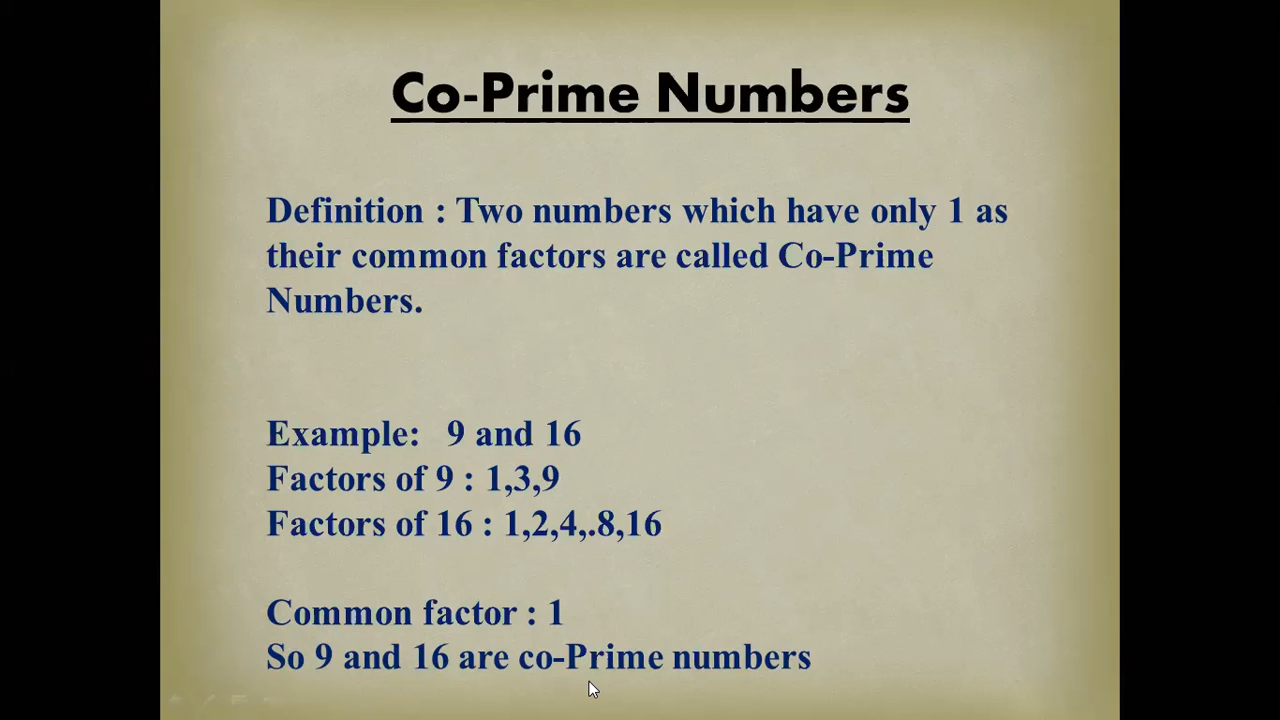 Co-Prime Numbers
Definition : Two numbers which have only 1 as
their common factors are called Co-Prime
Numbers.
Example: 9 and 16
Factors of 9 : 1,3,9
Factors of 16 : 1,2,4,.8,16
Common factor : 1
So 9 and 16 are co-Prime numbers